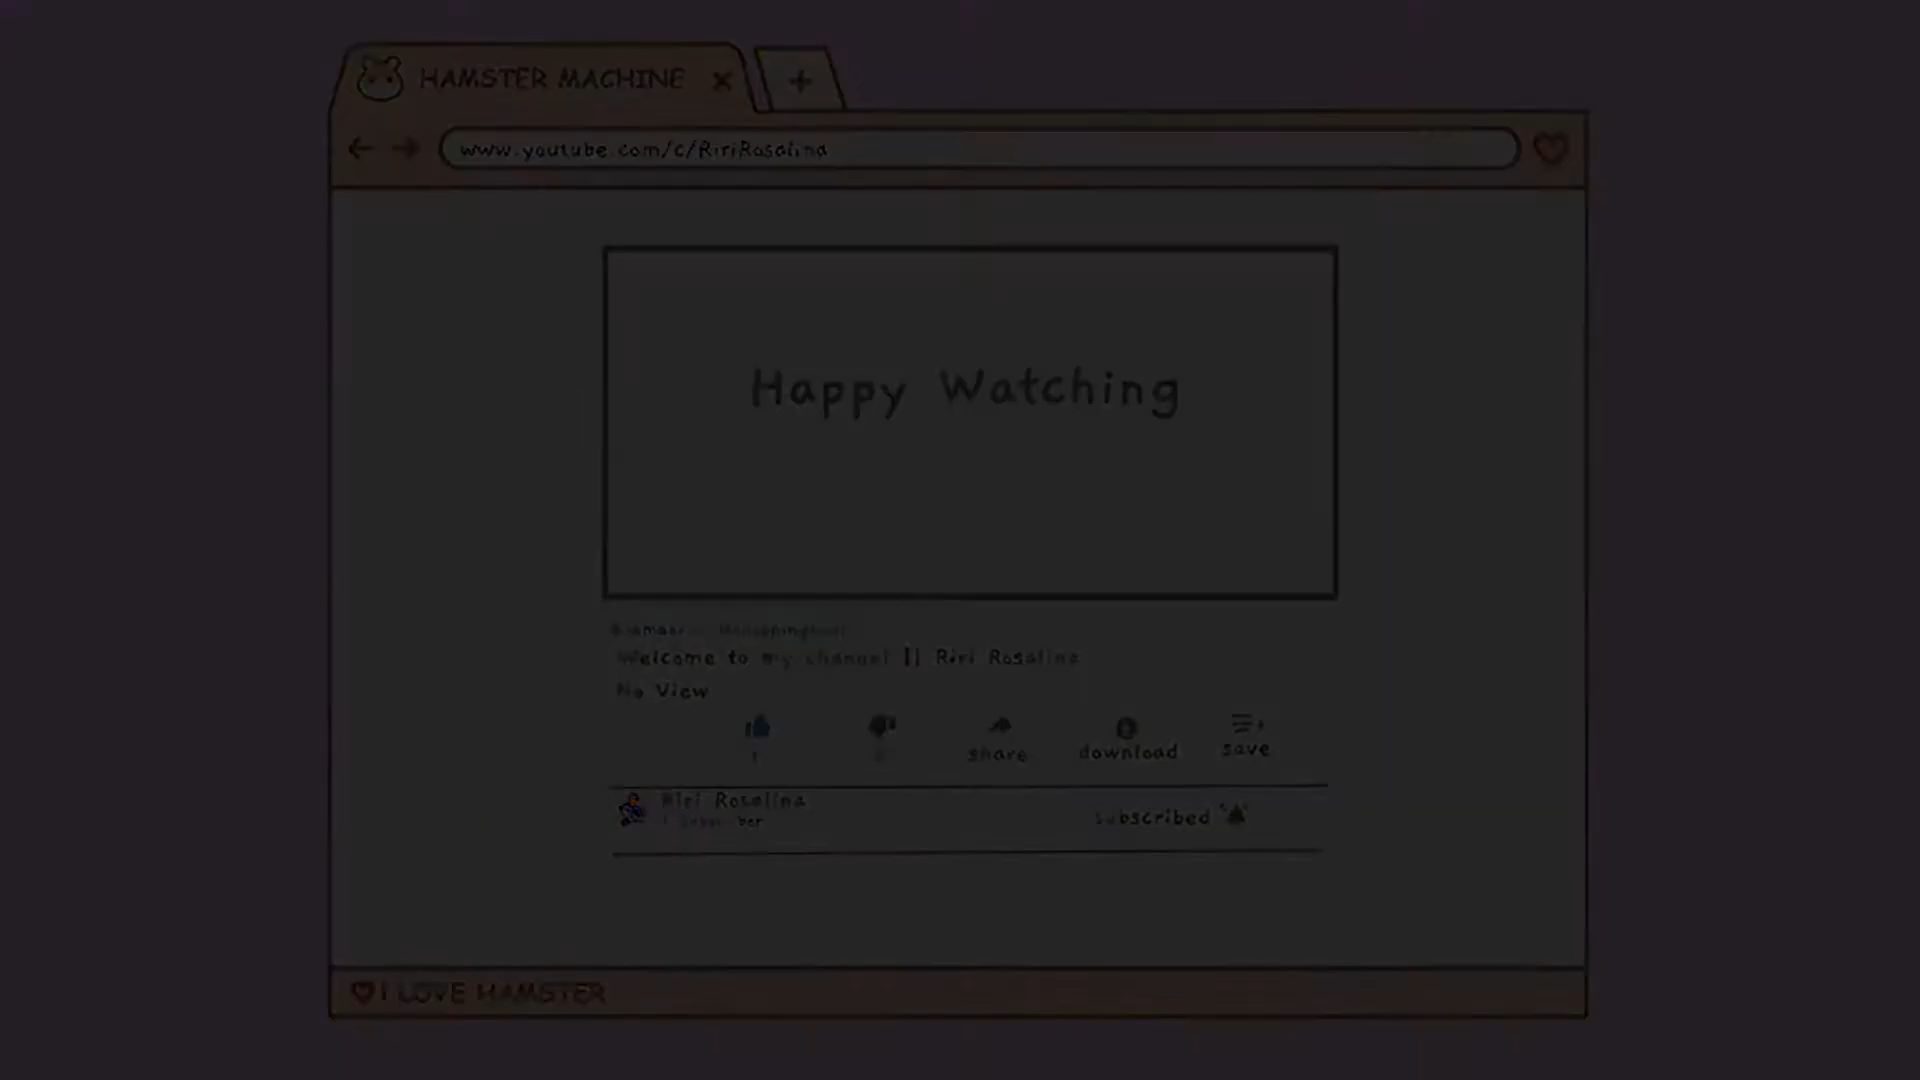 HAMSTER MACHINE
www.youtube.com/c/RiriRosalina
Happy Watching
Welcome to my channel || Riri Rosalina
No View
share
download
save
Riri Rosalina
subscribed
I LOVE HAMSTER